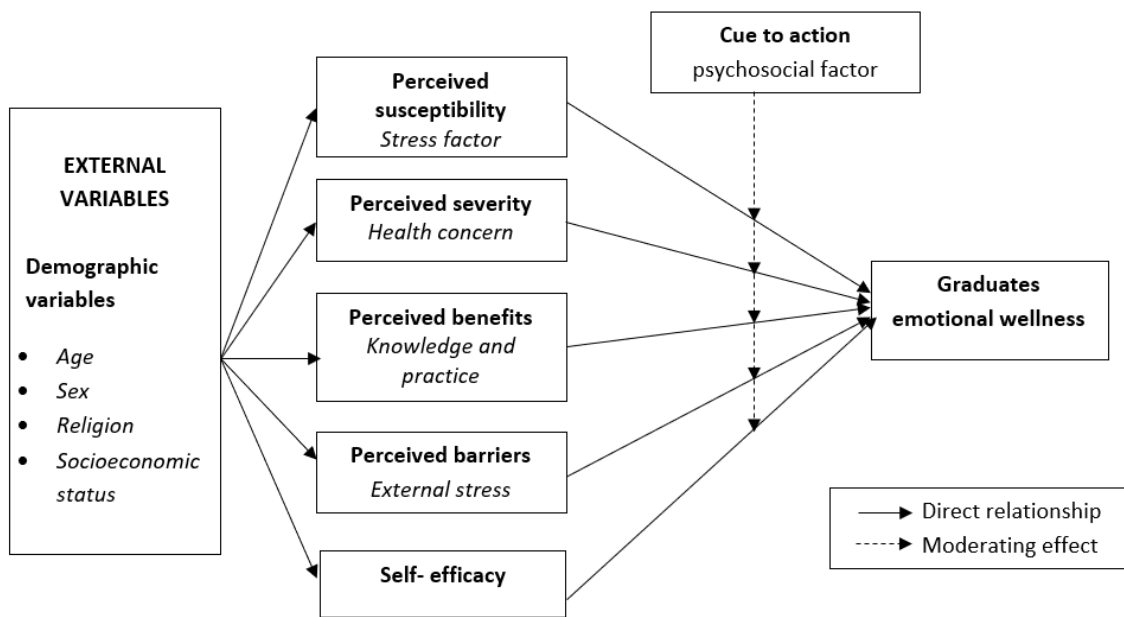 EXTERNAL
VARIABLES
Demographic
variables
• Age
• Sex
• Religion
• Socioeconomic
status
Perceived
susceptibility
Stress factor
Perceived severity
Health concern
Perceived benefits
Knowledge and
practice
Perceived barriers
External stress
Self- efficacy
Cue to action
psychosocial factor
Graduates
emotional wellness
Direct relationship
Moderating effect